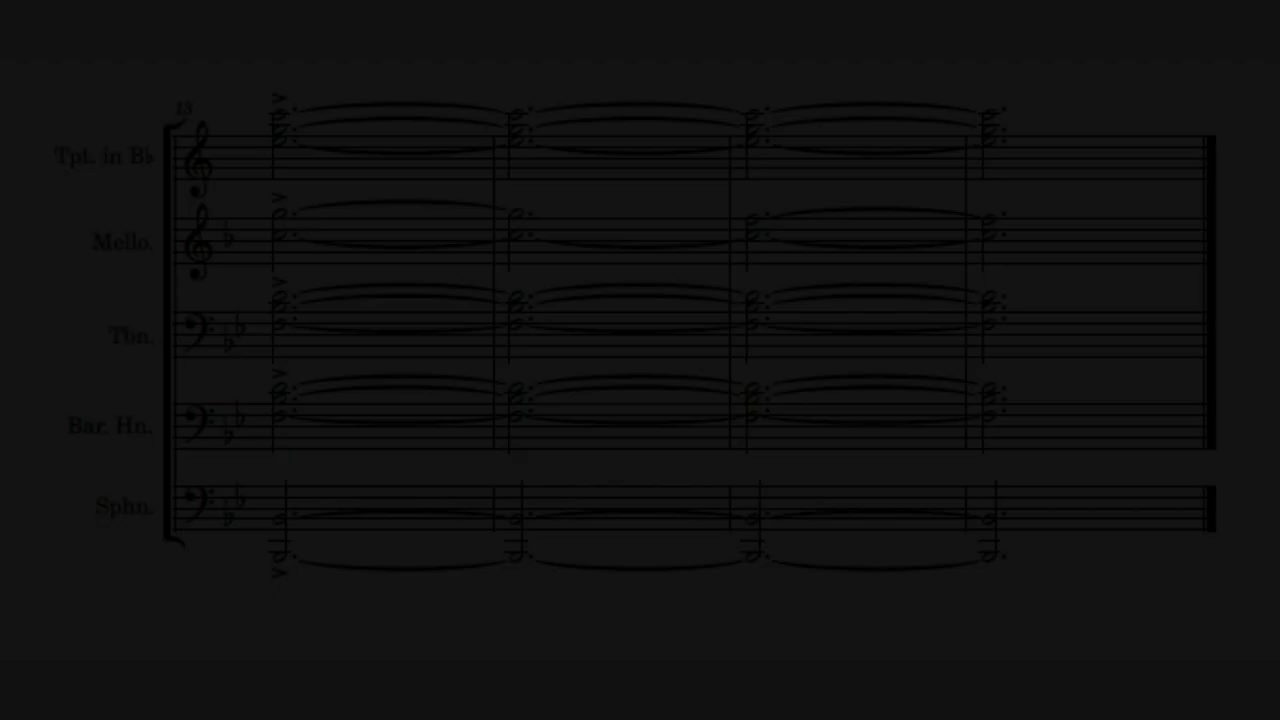 13
Tpt. in B♭
Mello.
Tbn.
Bar. Hn.
Sphn.